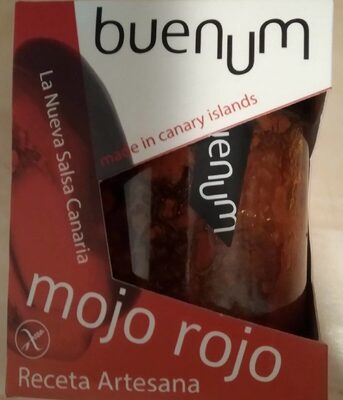 buenum
made in canary islands
La Nueva Salsa Canaria
buenum
mojo rojo
Receta Artesana